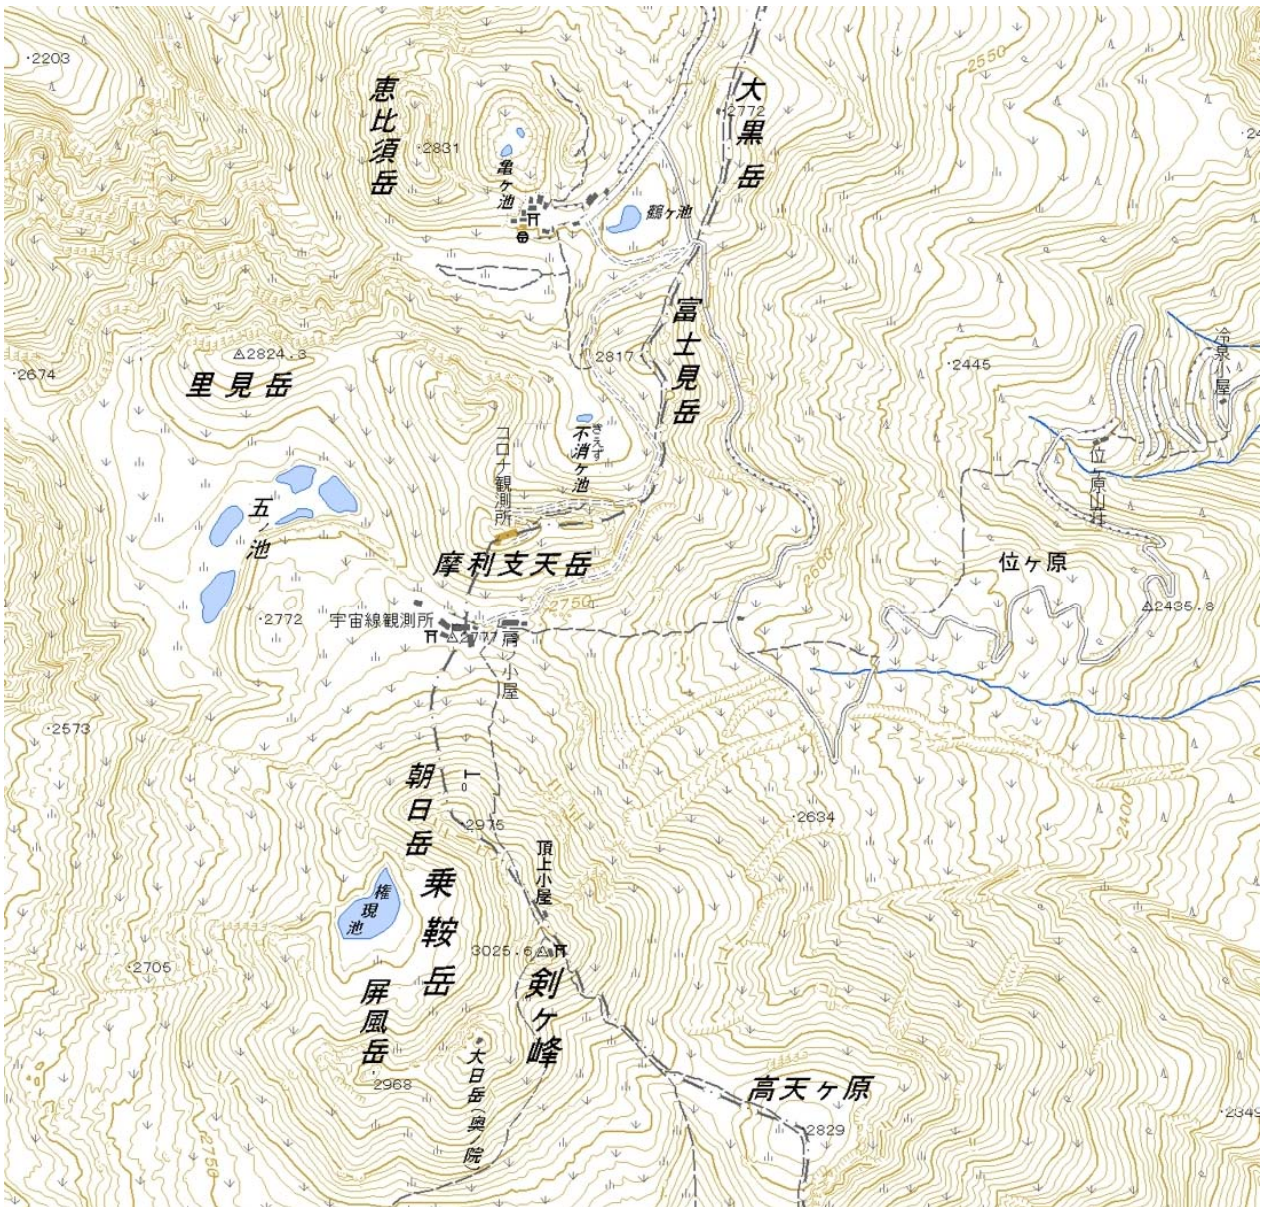 2203
2550
恵比須岳
大黒岳
2772
2831
亀ヶ池
鶴ヶ池
富士見岳
2824.3
2817
2674
里見岳
2445
冷泉小屋
きえず
不消ヶ池
コロナ観測所
位ヶ原山荘
五ノ池
摩利支天岳
位ヶ原
2600
2750
2435.8
2772
宇宙線観測所
2777
肩ノ小屋
2573
朝日岳
2975
2634
2400
頂上小屋
乗鞍岳
権現池
3025.6
2705
剣ヶ峰
屏風岳
大日岳(奥ノ院)
2968
高天ヶ原
2829
2349
2750